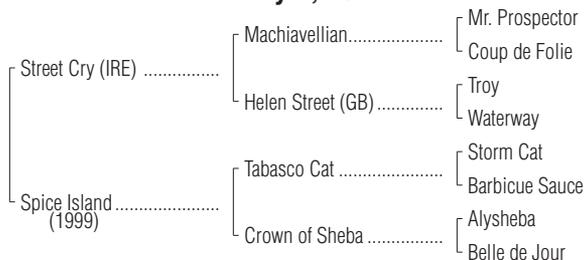 Mr. Prospector
Machiavellian
Coup de Folie
Street Cry (IRE)
Troy
Helen Street (GB)
Waterway
Storm Cat
Tabasco Cat
Barbicue Sauce
Spice Island
(1999)
Alysheba
Crown of Sheba
Belle de Jour